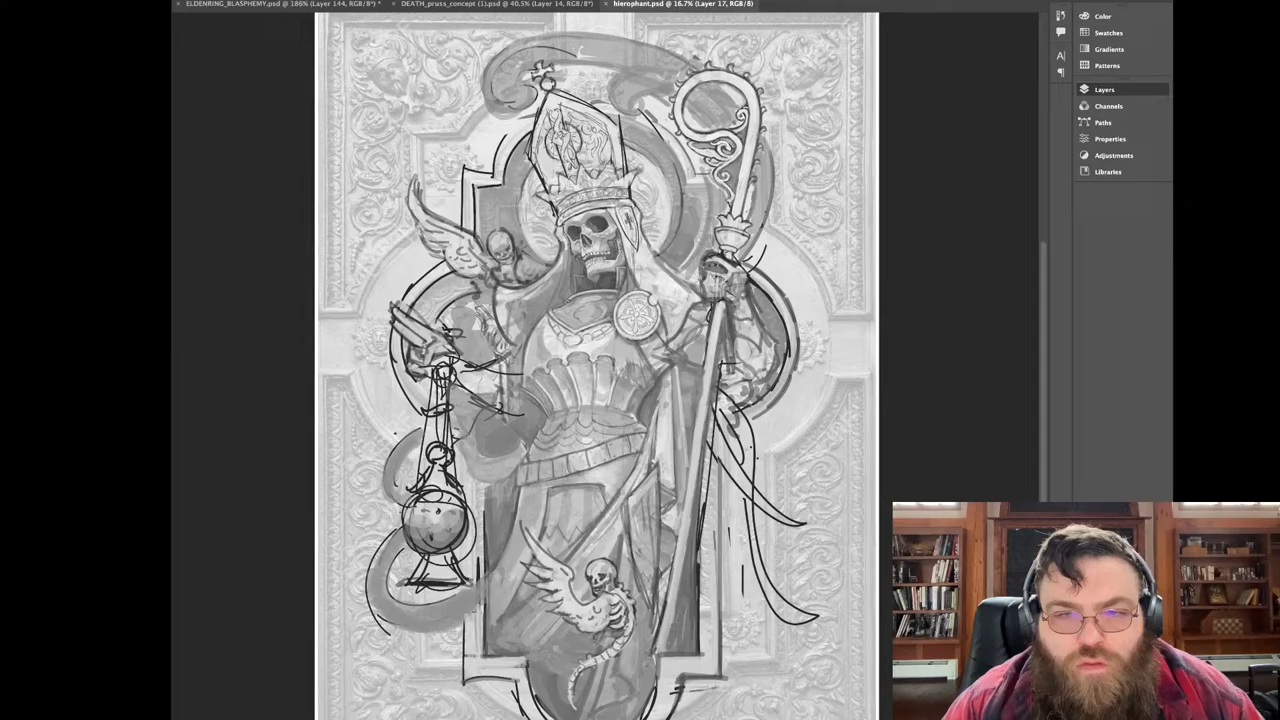 × ELDENRING_BLASPHEMY.psd @ 186% (Layer 144, RGB/8*) * × DEATH_pruss_concept (1).psd @ 40.5% (Layer 14, RGB/8*) × hierophant.psd @ 16.7% (Layer 17, RGB/8)
Color
Swatches
Gradients
Patterns
Layers
Channels
Paths
Properties
Adjustments
Libraries